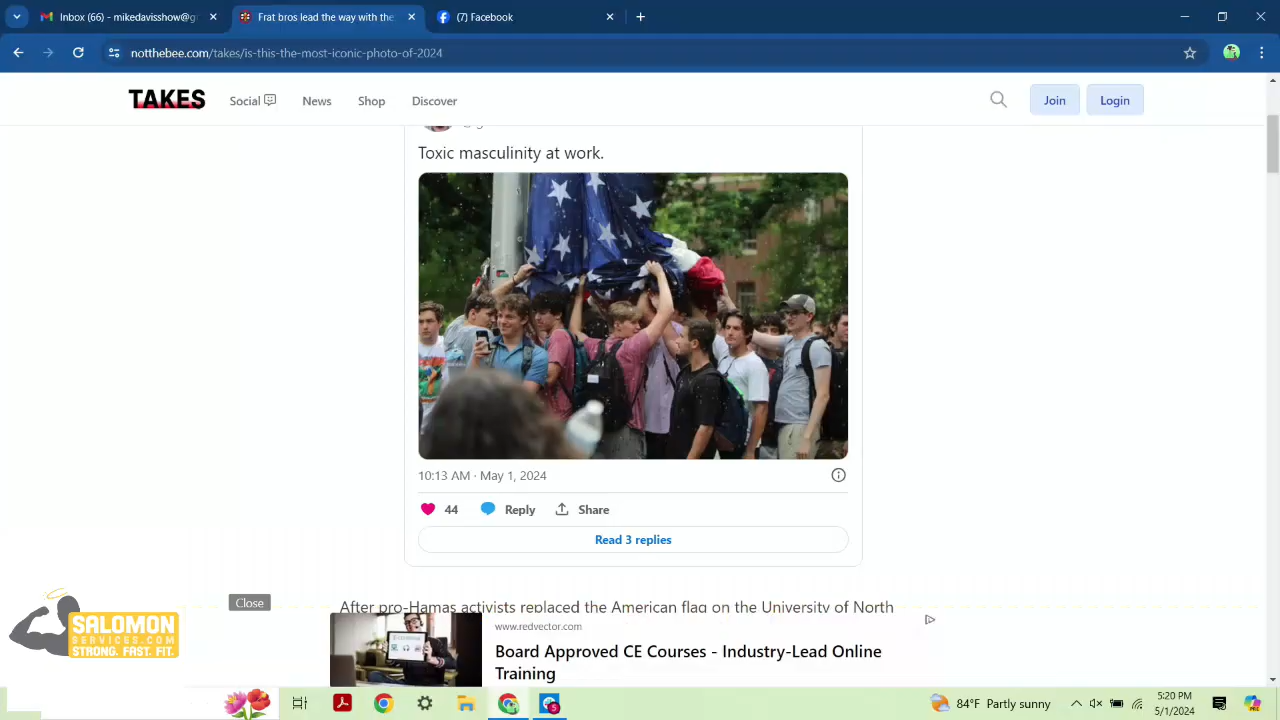 Inbox (6) - mikedavisshow@g
Frat bros lead the way with the
(7) Facebook
notthebee.com/takes/is-this-the-most-iconic-photo-of-2024
TAKES
Social
News
Shop
Discover
Join
Login
Toxic masculinity at work.
10:13 AM · May 1, 2024
44
Reply
Share
Read 3 replies
Close
After pro-Hamas activists replaced the American flag on the University of North
SALOMON
SERVICES.COM
STRONG. FAST. FIT.
www.redvector.com
Board Approved CE Courses - Industry-Lead Online
Training
84°F Partly sunny
5:20 PM
5/1/2024